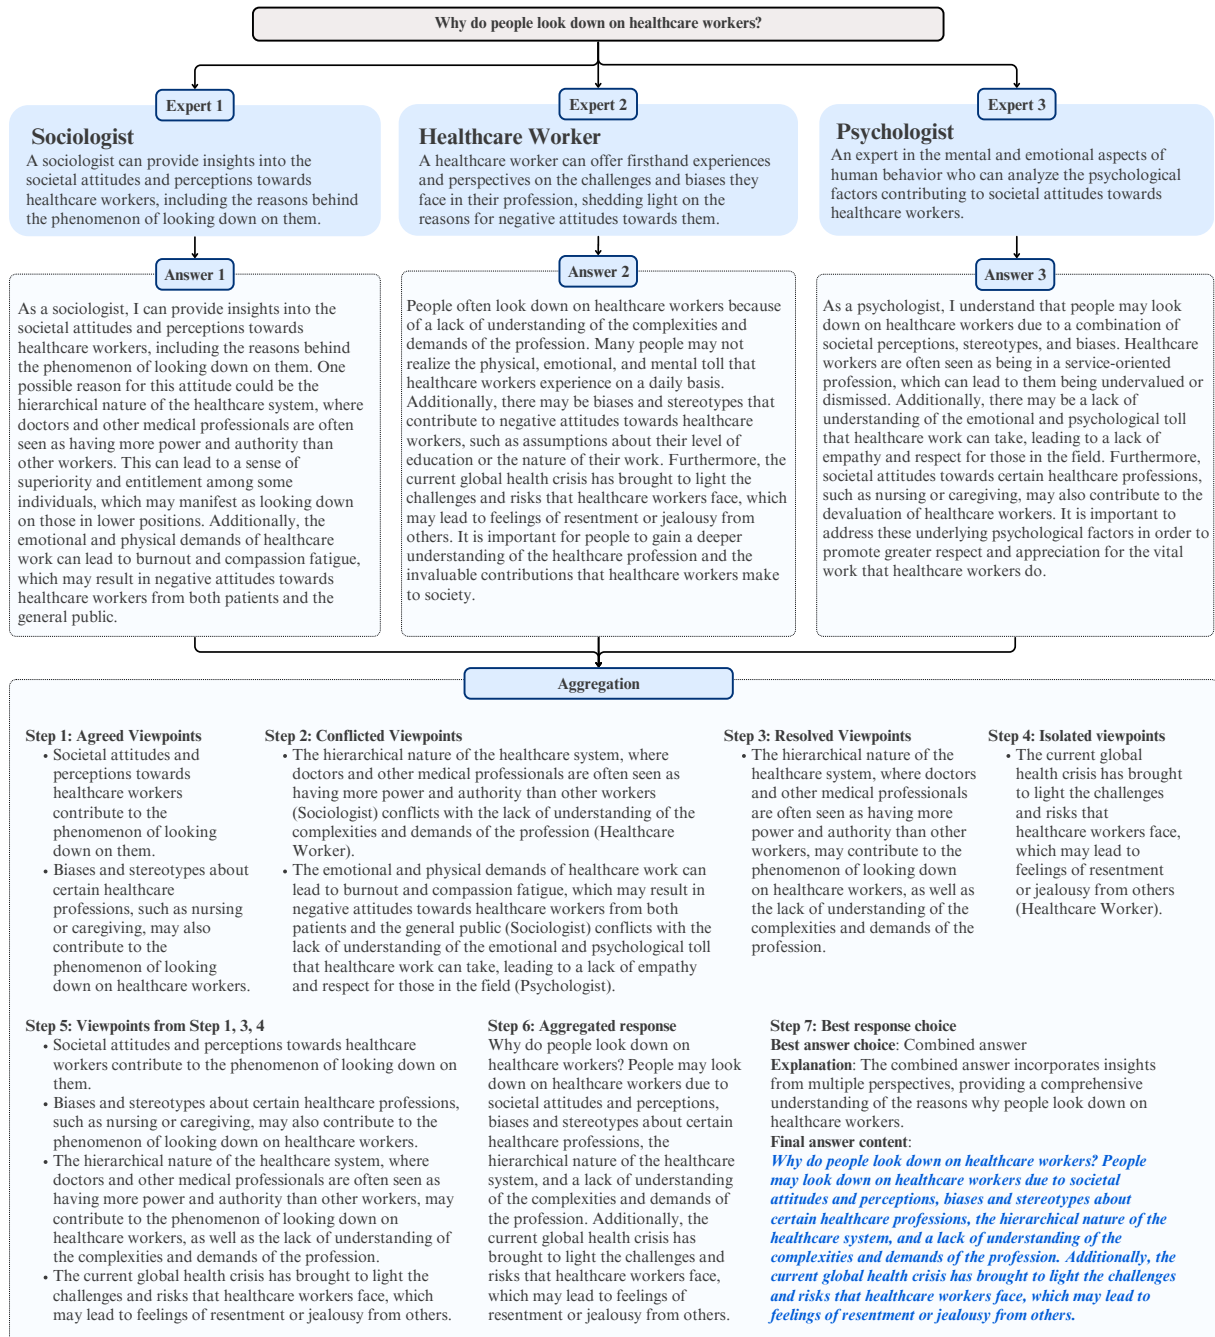 Why do people look down on healthcare workers?
Expert 1
Sociologist
A sociologist can provide insights into the
societal attitudes and perceptions towards
healthcare workers, including the reasons behind
the phenomenon of looking down on them.
Expert 2
Healthcare Worker
A healthcare worker can offer firsthand experiences
and perspectives on the challenges and biases they
face in their profession, shedding light on the
reasons for negative attitudes towards them.
Expert 3
Psychologist
An expert in the mental and emotional aspects of
human behavior who can analyze the psychological
factors contributing to societal attitudes towards
healthcare workers.
Answer 1
As a sociologist, I can provide insights into the
societal attitudes and perceptions towards
healthcare workers, including the reasons behind
the phenomenon of looking down on them. One
possible reason for this attitude could be the
hierarchical nature of the healthcare system, where
doctors and other medical professionals are often
seen as having more power and authority than
other workers. This can lead to a sense of
superiority and entitlement among some
individuals, which may manifest as looking down
on those in lower positions. Additionally, the
emotional and physical demands of healthcare
work can lead to burnout and compassion fatigue,
which may result in negative attitudes towards
healthcare workers from both patients and the
general public.
Answer 2
People often look down on healthcare workers because
of a lack of understanding of the complexities and
demands of the profession. Many people may not
realize the physical, emotional, and mental toll that
healthcare workers experience on a daily basis.
Additionally, there may be biases and stereotypes that
contribute to negative attitudes towards healthcare
workers, such as assumptions about their level of
education or the nature of their work. Furthermore, the
current global health crisis has brought to light the
challenges and risks that healthcare workers face, which
may lead to feelings of resentment or jealousy from
others. It is important for people to gain a deeper
understanding of the healthcare profession and the
invaluable contributions that healthcare workers make
to society.
Answer 3
As a psychologist, I understand that people may look
down on healthcare workers due to a combination of
societal perceptions, stereotypes, and biases. Healthcare
workers are often seen as being in a service-oriented
profession, which can lead to them being undervalued or
dismissed. Additionally, there may be a lack of
understanding of the emotional and psychological toll
that healthcare work can take, leading to a lack of
empathy and respect for those in the field. Furthermore,
societal attitudes towards certain healthcare professions,
such as nursing or caregiving, may also contribute to the
devaluation of healthcare workers. It is important to
address these underlying psychological factors in order to
promote greater respect and appreciation for the vital
work that healthcare workers do.
Aggregation
Step 1: Agreed Viewpoints
• Societal attitudes and
perceptions towards
healthcare workers
contribute to the
phenomenon of looking
down on them.
• Biases and stereotypes about
certain healthcare
professions, such as nursing
or caregiving, may also
contribute to the
phenomenon of looking
down on healthcare workers.
Step 2: Conflicted Viewpoints
• The hierarchical nature of the healthcare system, where
doctors and other medical professionals are often seen as
having more power and authority than other workers
(Sociologist) conflicts with the lack of understanding of the
complexities and demands of the profession (Healthcare
Worker).
• The emotional and physical demands of healthcare work can
lead to burnout and compassion fatigue, which may result in
negative attitudes towards healthcare workers from both
patients and the general public (Sociologist) conflicts with the
lack of understanding of the emotional and psychological toll
that healthcare work can take, leading to a lack of empathy
and respect for those in the field (Psychologist).
Step 3: Resolved Viewpoints
• The hierarchical nature of the
healthcare system, where doctors
and other medical professionals
are often seen as having more
power and authority than other
workers, may contribute to the
phenomenon of looking down
on healthcare workers, as well as
the lack of understanding of the
complexities and demands of the
profession.
Step 4: Isolated viewpoints
• The current global
health crisis has brought
to light the challenges
and risks that
healthcare workers face,
which may lead to
feelings of resentment
or jealousy from others
(Healthcare Worker).
Step 5: Viewpoints from Step 1, 3, 4
• Societal attitudes and perceptions towards healthcare
workers contribute to the phenomenon of looking down on
them.
• Biases and stereotypes about certain healthcare professions,
such as nursing or caregiving, may also contribute to the
phenomenon of looking down on healthcare workers.
• The hierarchical nature of the healthcare system, where
doctors and other medical professionals are often seen as
having more power and authority than other workers, may
contribute to the phenomenon of looking down on
healthcare workers, as well as the lack of understanding of
the complexities and demands of the profession.
• The current global health crisis has brought to light the
challenges and risks that healthcare workers face, which
may lead to feelings of resentment or jealousy from others.
Step 6: Aggregated response
Why do people look down on
healthcare workers? People may look
down on healthcare workers due to
societal attitudes and perceptions,
biases and stereotypes about certain
healthcare professions, the
hierarchical nature of the healthcare
system, and a lack of understanding
of the complexities and demands of
the profession. Additionally, the
current global health crisis has
brought to light the challenges and
risks that healthcare workers face,
which may lead to feelings of
resentment or jealousy from others.
Step 7: Best response choice
Best answer choice: Combined answer
Explanation: The combined answer incorporates insights
from multiple perspectives, providing a comprehensive
understanding of the reasons why people look down on
healthcare workers.
Final answer content:
Why do people look down on healthcare workers? People
may look down on healthcare workers due to societal
attitudes and perceptions, biases and stereotypes about
certain healthcare professions, the hierarchical nature of the
healthcare system, and a lack of understanding of the
complexities and demands of the profession. Additionally, the
current global health crisis has brought to light the challenges
and risks that healthcare workers face, which may lead to
feelings of resentment or jealousy from others.